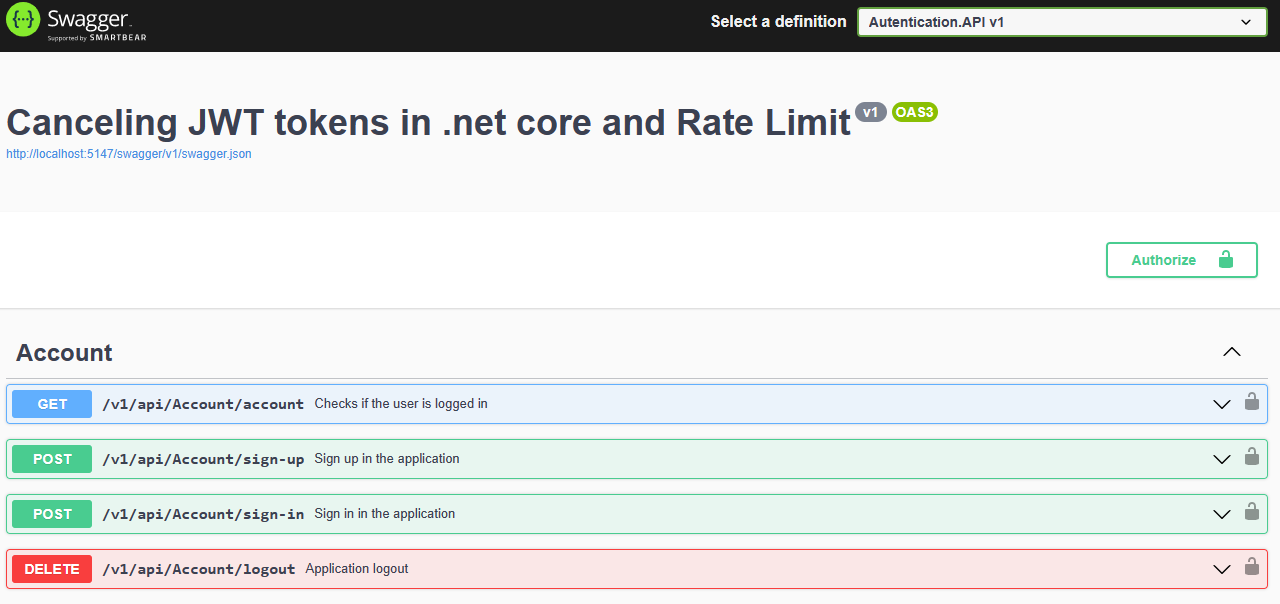 Swagger
Supported by SMARTBEAR
Select a definition
Autentication.API v1
Canceling JWT tokens in .net core and Rate Limit v1 OAS3
http://localhost:5147/swagger/v1/swagger.json
Authorize
Account
GET /v1/api/Account/account Checks if the user is logged in
POST /v1/api/Account/sign-up Sign up in the application
POST /v1/api/Account/sign-in Sign in in the application
DELETE /v1/api/Account/logout Application logout